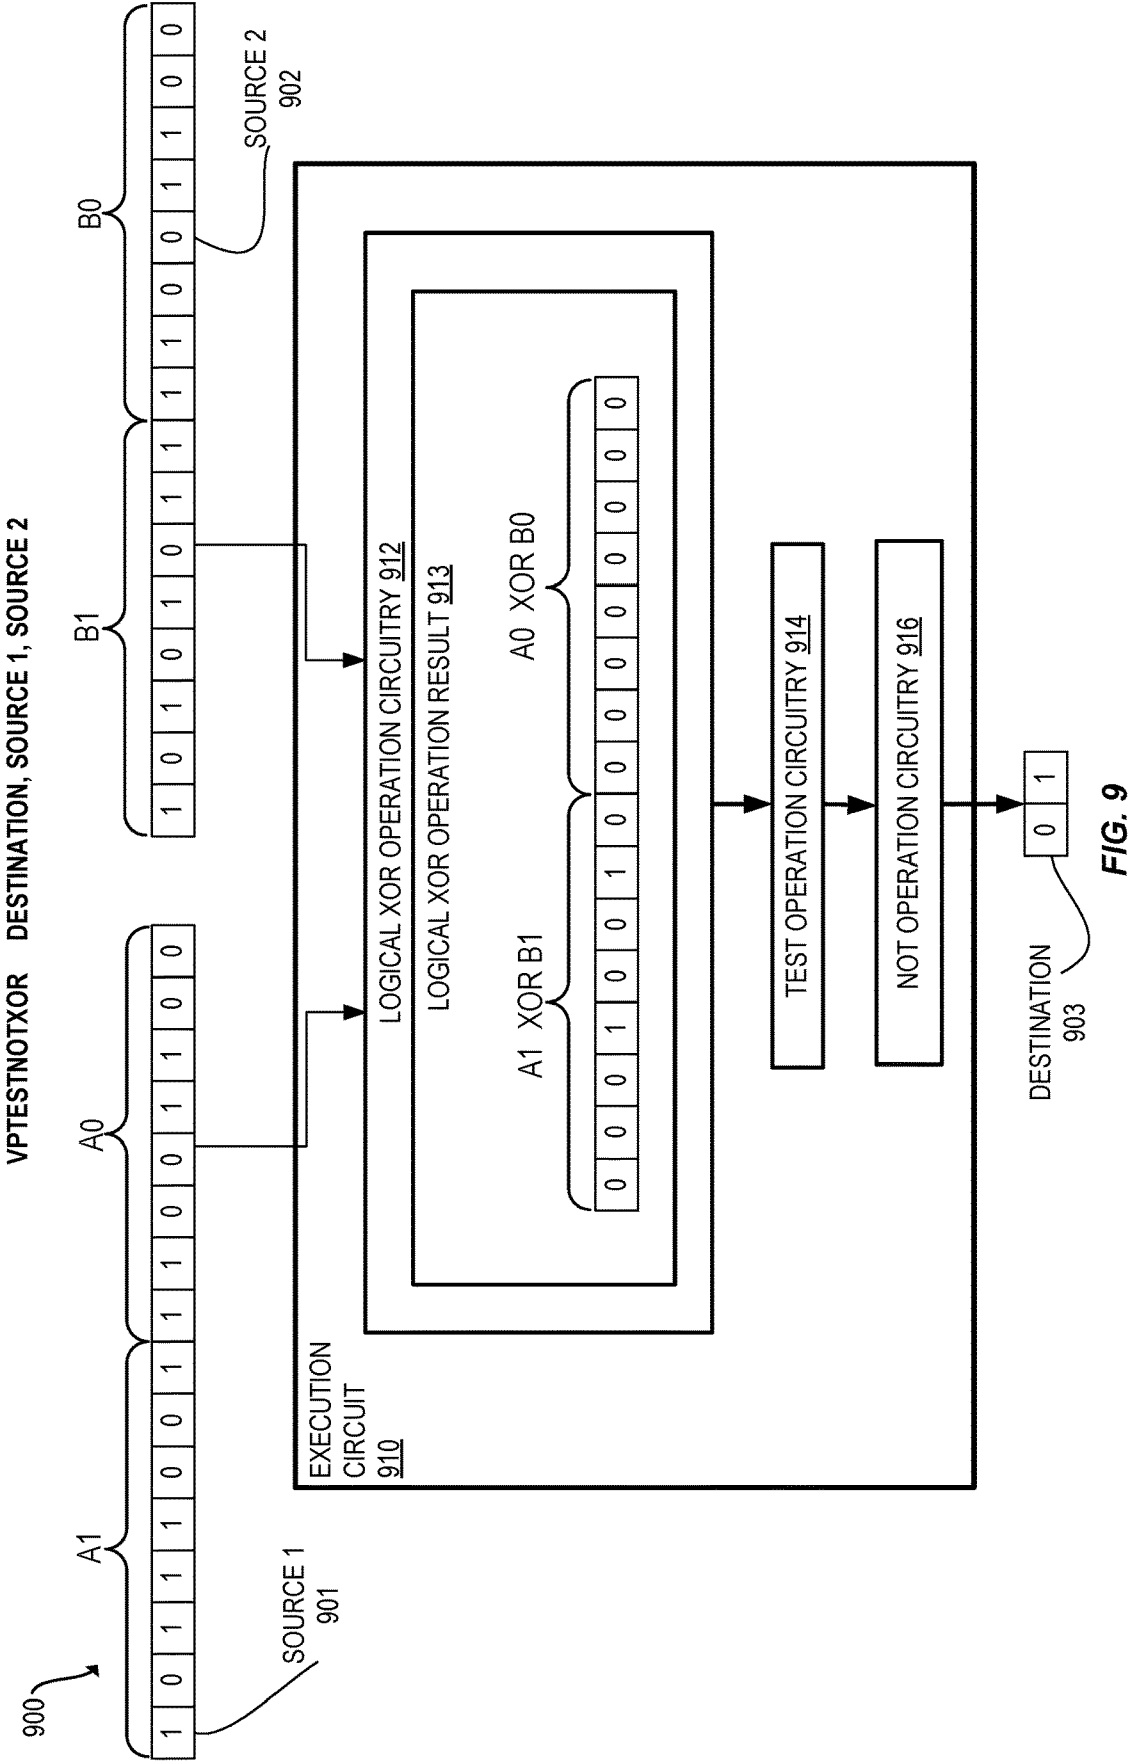 VPTESTNOTXOR DESTINATION, SOURCE 1, SOURCE 2
900
A1
A0
B1
B0
1 0 1 1 1 0 0 1 1 1 0 0 1 1 0 0
1 0 1 0 1 0 1 1 1 1 0 0 1 1 0 0
SOURCE 1
901
SOURCE 2
902
EXECUTION
CIRCUIT
910
LOGICAL XOR OPERATION CIRCUITRY 912
LOGICAL XOR OPERATION RESULT 913
A1 XOR B1
A0 XOR B0
0 0 0 1 0 0 1 0 0 0 0 0 0 0 0 0
TEST OPERATION CIRCUITRY 914
NOT OPERATION CIRCUITRY 916
DESTINATION
903
0 1
FIG. 9